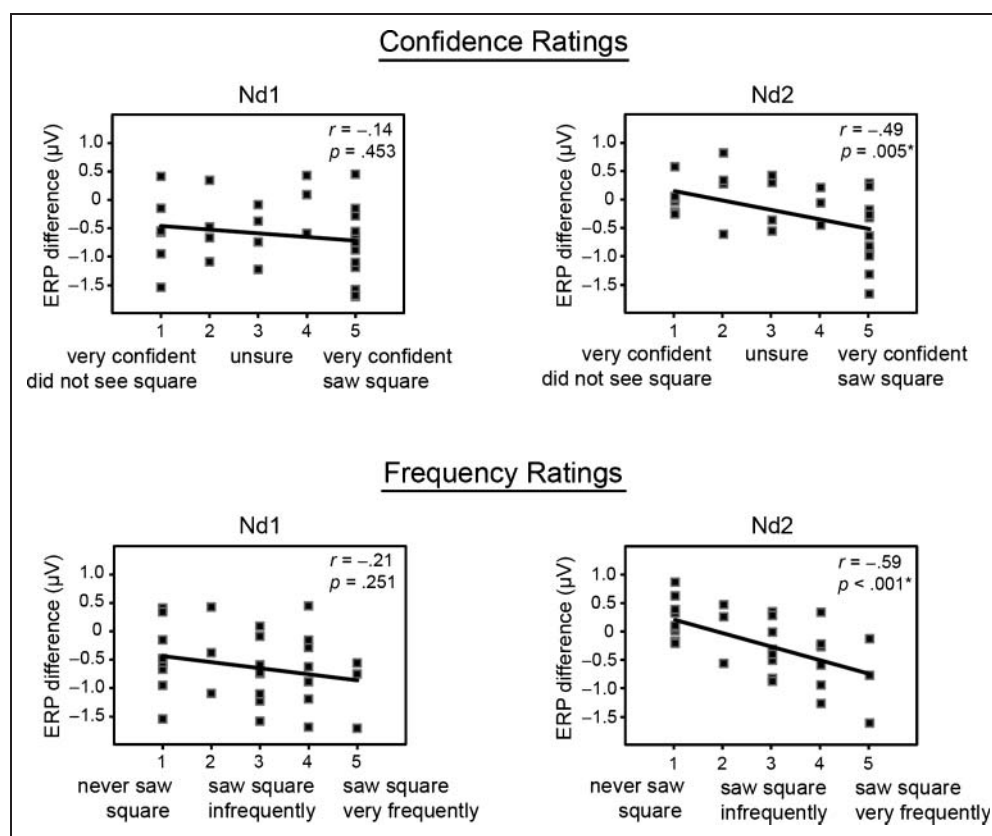 Confidence Ratings
Nd1
r = –.14
p = .453
ERP difference (µV)
1.0
0.5
0
–0.5
–1.0
–1.5
1 2 3 4 5
very confident unsure very confident
did not see square saw square
Nd2
r = –.49
p = .005*
ERP difference (µV)
1.0
0.5
0
–0.5
–1.0
–1.5
1 2 3 4 5
very confident unsure very confident
did not see square saw square
Frequency Ratings
Nd1
r = –.21
p = .251
ERP difference (µV)
1.0
0.5
0
–0.5
–1.0
–1.5
1 2 3 4 5
never saw saw square saw square
square infrequently very frequently
Nd2
r = –.59
p < .001*
ERP difference (µV)
1.0
0.5
0
–0.5
–1.0
–1.5
1 2 3 4 5
never saw saw square saw square
square infrequently very frequently